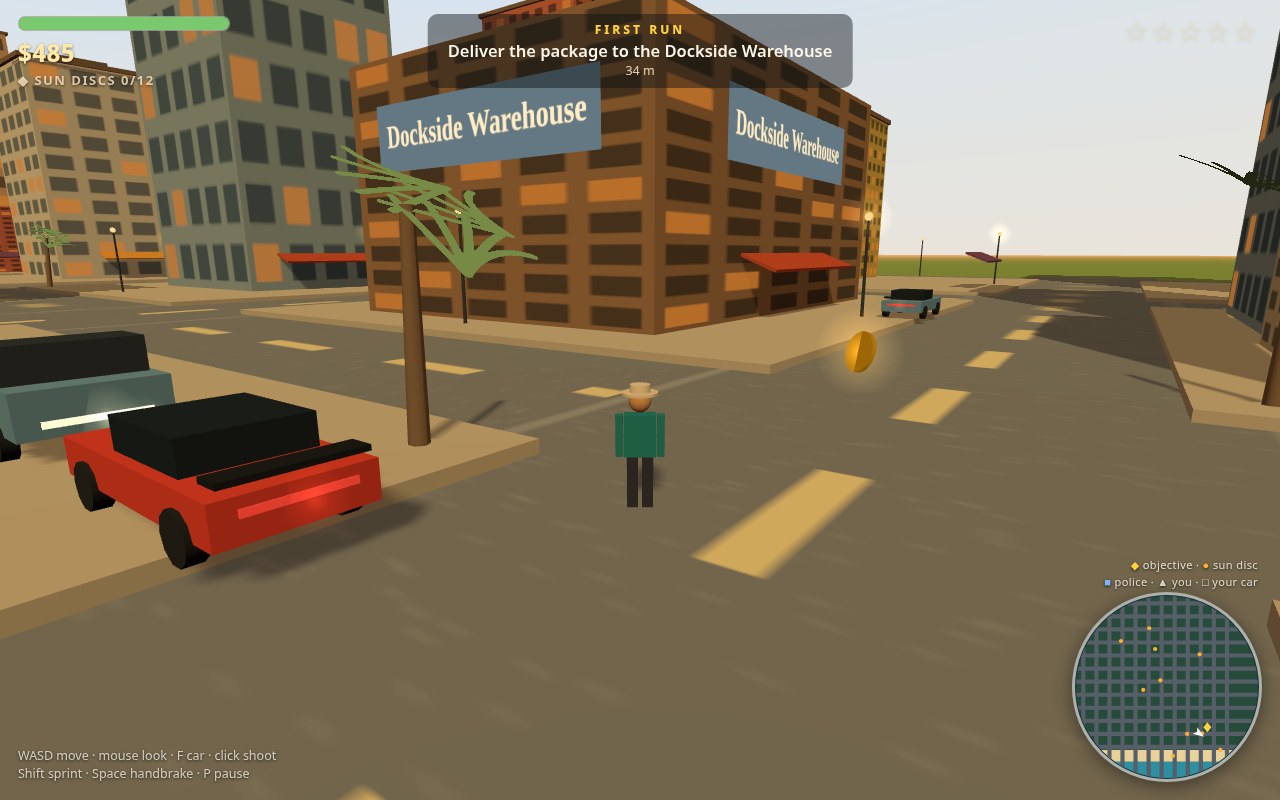 FIRST RUN
Deliver the package to the Dockside Warehouse
34 m
$485
◆ SUN DISCS 0/12
Dockside Warehouse
Dockside Warehouse
◆ objective · ● sun disc
■ police · ▲ you · □ your car
WASD move · mouse look · F car · click shoot
Shift sprint · Space handbrake · P pause